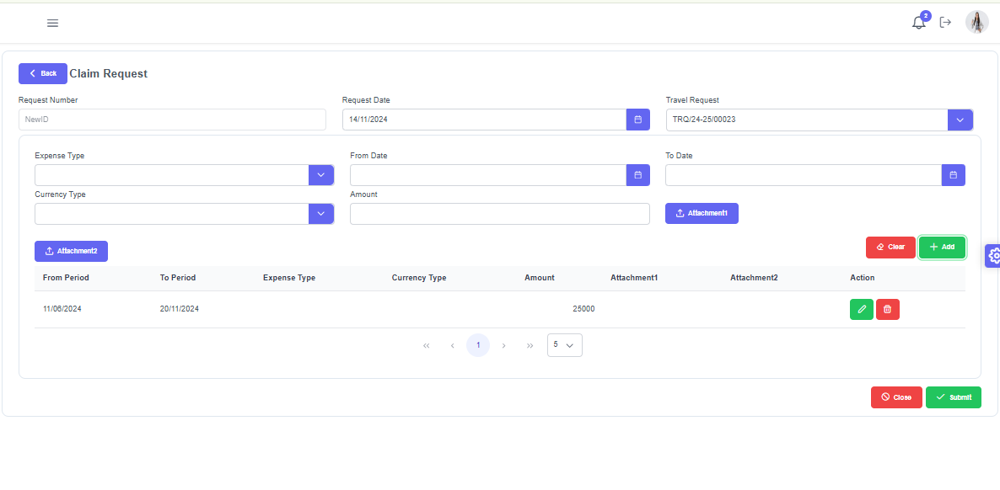 2
Back Claim Request
Request Number Request Date Travel Request
NewID 14/11/2024 TRQ/24-25/00023
Expense Type From Date To Date
Currency Type Amount
Attachment1
Attachment2 Clear Add
From Period To Period Expense Type Currency Type Amount Attachment1 Attachment2 Action
11/06/2024 20/11/2024 25000
« ‹ 1 › » 5
Close Submit